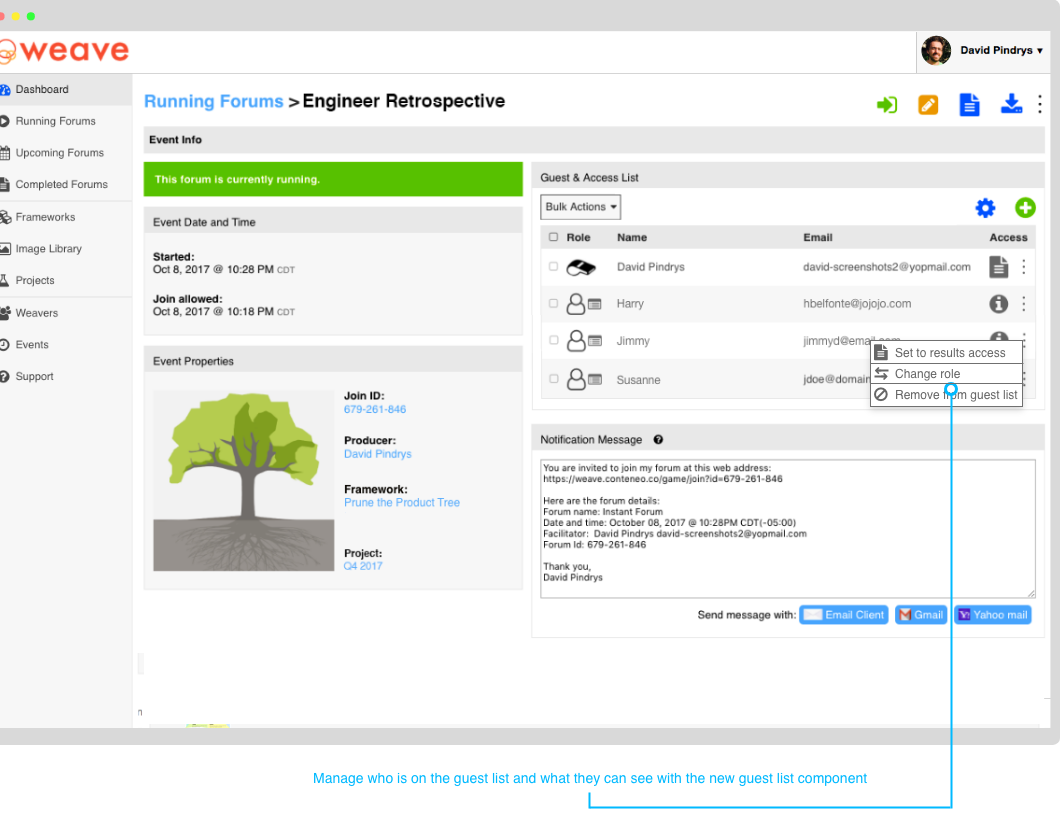 weave
David Pindrys ▾
Dashboard
Running Forums
Upcoming Forums
Completed Forums
Frameworks
Image Library
Projects
Weavers
Events
Support
Running Forums > Engineer Retrospective
Event Info
This forum is currently running.
Event Date and Time
Started:
Oct 8, 2017 @ 10:28 PM CDT
Join allowed:
Oct 8, 2017 @ 10:18 PM CDT
Event Properties
Join ID:
679-261-846
Producer:
David Pindrys
Framework:
Prune the Product Tree
Project:
Q4 2017
Guest & Access List
Bulk Actions ▾
Role Name Email Access
David Pindrys david-screenshots2@yopmail.com
Harry hbelfonte@jojojo.com
Jimmy jimmyd@email.com
Susanne jdoe@domain
Set to results access
Change role
Remove from guest list
Notification Message
You are invited to join my forum at this web address:
https://weave.conteneo.co/game/join?id=679-261-846
Here are the forum details:
Forum name: Instant Forum
Date and time: October 08, 2017 @ 10:28PM CDT(-05:00)
Facilitator: David Pindrys david-screenshots2@yopmail.com
Forum Id: 679-261-846
Thank you,
David Pindrys
Send message with: Email Client Gmail Yahoo mail
n
Manage who is on the guest list and what they can see with the new guest list component